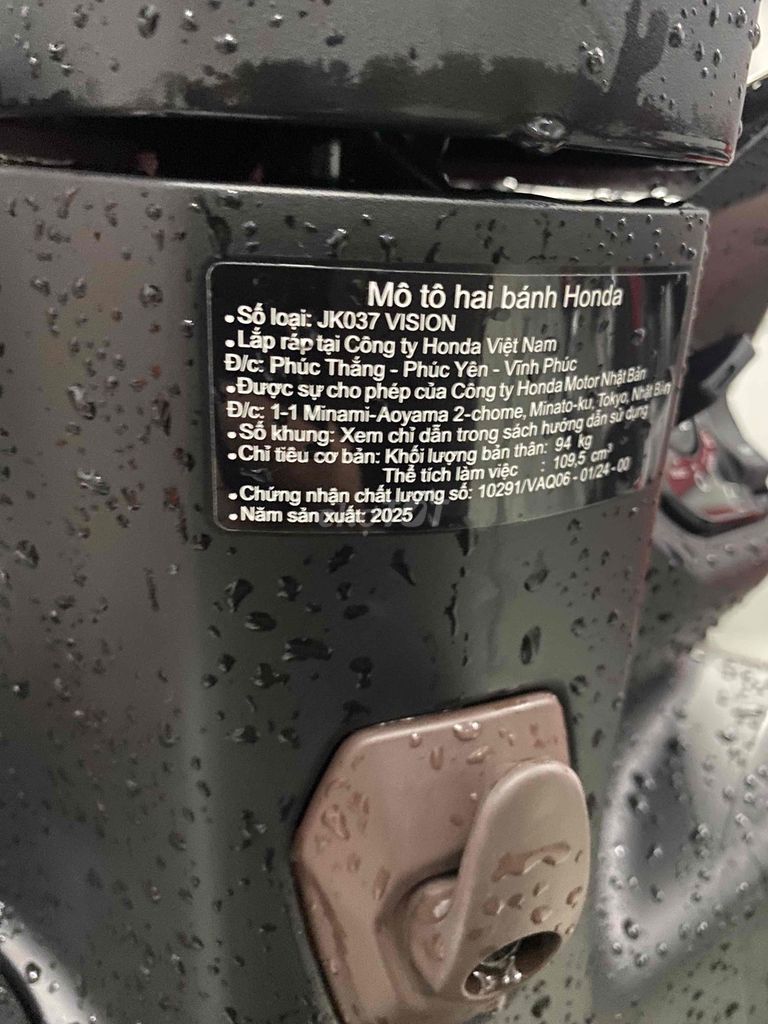 Mô tô hai bánh Honda
•Số loại: JK037 VISION
•Lắp ráp tại Công ty Honda Việt Nam
Đ/c: Phúc Thắng - Phúc Yên - Vĩnh Phúc
•Được sự cho phép của Công ty Honda Motor Nhật Bản
Đ/c: 1-1 Minami-Aoyama 2-chome, Minato-ku, Tokyo, Nhật Bản
•Số khung: Xem chỉ dẫn trong sách hướng dẫn sử dụng
•Chỉ tiêu cơ bản: Khối lượng bản thân: 94 kg
Thể tích làm việc : 109,5 cm³
•Chứng nhận chất lượng số: 10291/VAQ06 - 01/24 - 00
•Năm sản xuất: 2025